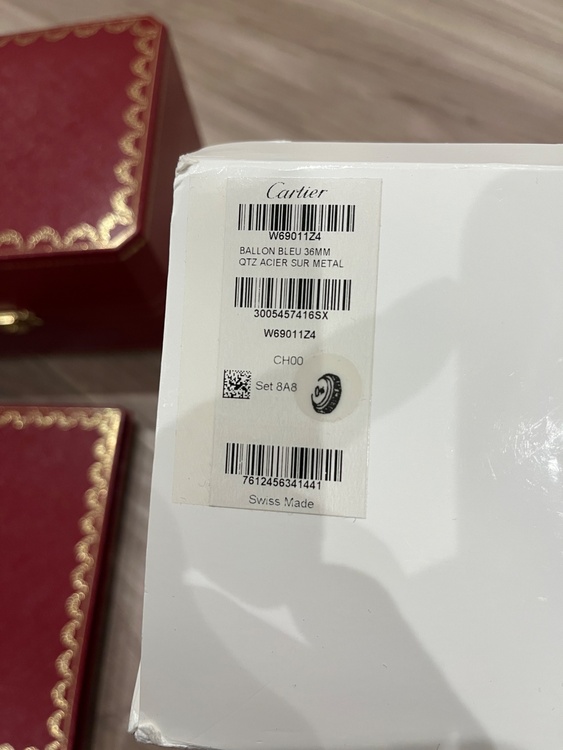 Cartier
W69011Z4
BALLON BLEU 36MM
QTZ ACIER SUR METAL
3005457416SX
W69011Z4
CH00
Set 8A8
7612456341441
Swiss Made